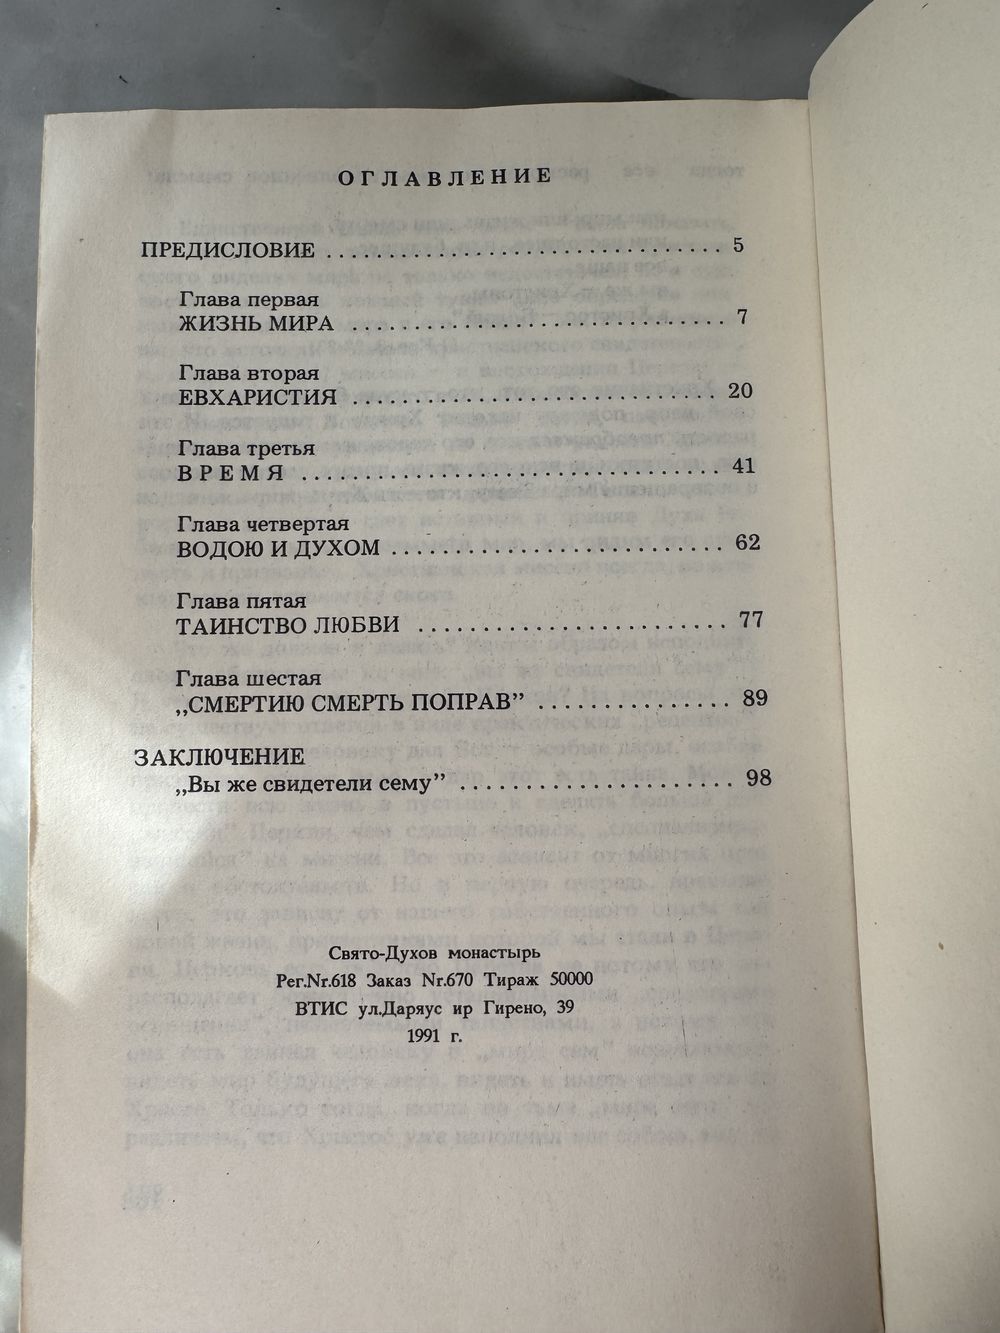 ОГЛАВЛЕНИЕ
ПРЕДИСЛОВИЕ . . . . . . . . . . . . . . . . . . . . . . . . . . . . . . . 5
Глава первая
ЖИЗНЬ МИРА . . . . . . . . . . . . . . . . . . . . . . . . . . . . . 7
Глава вторая
ЕВХАРИСТИЯ . . . . . . . . . . . . . . . . . . . . . . . . . . . . 20
Глава третья
В Р Е М Я . . . . . . . . . . . . . . . . . . . . . . . . . . . . . . . . 41
Глава четвертая
ВОДОЮ И ДУХОМ . . . . . . . . . . . . . . . . . . . . . . . . . 62
Глава пятая
ТАИНСТВО ЛЮБВИ . . . . . . . . . . . . . . . . . . . . . . . . 77
Глава шестая
„СМЕРТИЮ СМЕРТЬ ПОПРАВ” . . . . . . . . . . . . . . . 89
ЗАКЛЮЧЕНИЕ
„Вы же свидетели сему” . . . . . . . . . . . . . . . . . . . . . 98
Свято-Духов монастырь
Рег.Nr.618 Заказ Nr.670 Тираж 50000
ВТИС ул.Даряус ир Гирено, 39
1991 г.